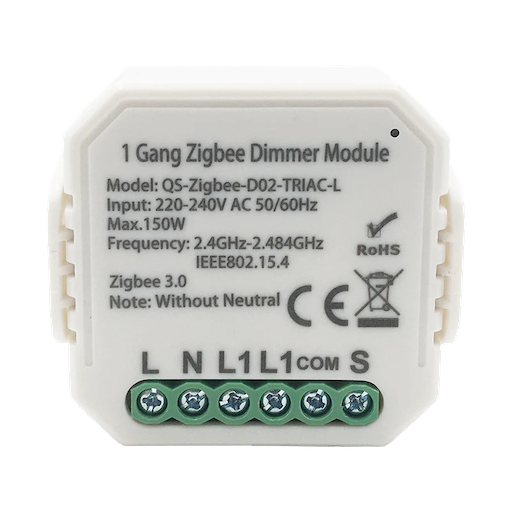 1 Gang Zigbee Dimmer Module
Model: QS-Zigbee-D02-TRIAC-L
Input: 220-240V AC 50/60Hz
Max.150W
Frequency: 2.4GHz-2.484GHz
IEEE802.15.4
RoHS
Zigbee 3.0
Note: Without Neutral
CE
L N L1 L1 COM S